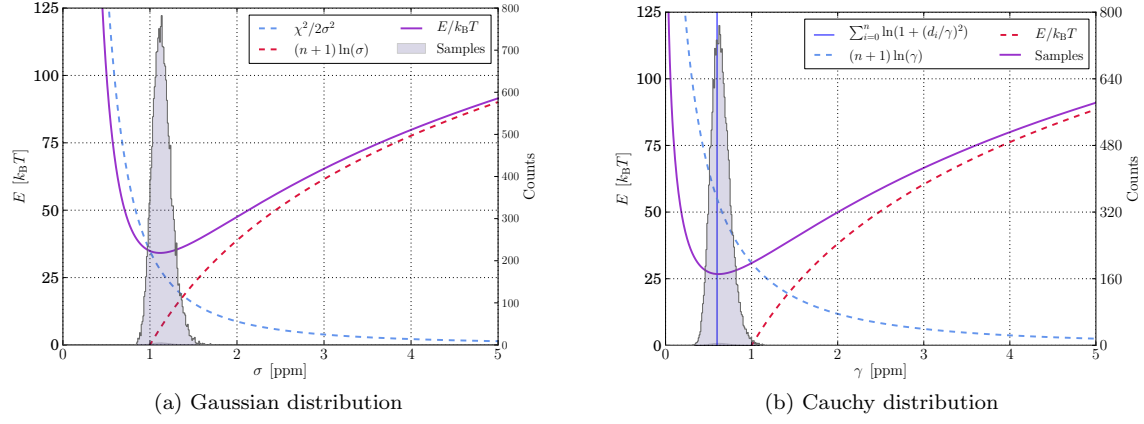 χ²/2σ²
(n + 1) ln(σ)
E/k_BT
Samples
125
100
75
50
25
0
E [k_BT]
800
700
600
500
400
300
200
100
0
Counts
0 1 2 3 4 5
σ [ppm]
(a) Gaussian distribution
∑ⁿᵢ₌₀ ln(1 + (dᵢ/γ)²)
(n + 1) ln(γ)
E/k_BT
Samples
125
100
75
50
25
0
E [k_BT]
800
640
480
320
160
0
Counts
0 1 2 3 4 5
γ [ppm]
(b) Cauchy distribution